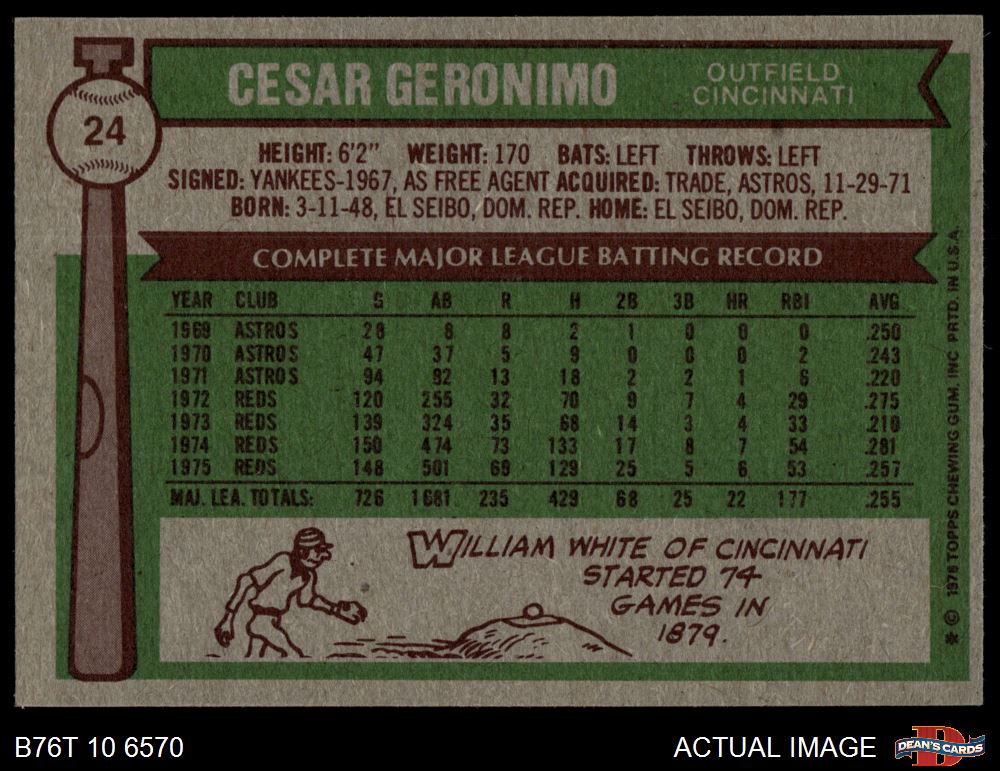 24
CESAR GERONIMO
OUTFIELD
CINCINNATI
HEIGHT: 6'2" WEIGHT: 170 BATS: LEFT THROWS: LEFT
SIGNED: YANKEES-1967, AS FREE AGENT ACQUIRED: TRADE, ASTROS, 11-29-71
BORN: 3-11-48, EL SEIBO, DOM. REP. HOME: EL SEIBO, DOM. REP.
COMPLETE MAJOR LEAGUE BATTING RECORD
YEAR CLUB G AB R H 2B 3B HR RBI AVG
1969 ASTROS 28 8 8 2 1 0 0 0 .250
1970 ASTROS 47 37 5 9 0 0 0 2 .243
1971 ASTROS 94 82 13 18 2 2 1 6 .220
1972 REDS 120 255 32 70 9 7 4 29 .275
1973 REDS 139 324 35 68 14 3 4 33 .210
1974 REDS 150 474 73 133 17 8 7 54 .281
1975 REDS 148 501 69 129 25 5 6 53 .257
MAJ. LEA. TOTALS: 726 1681 235 429 68 25 22 177 .255
WILLIAM WHITE OF CINCINNATI
STARTED 74
GAMES IN
1879.
* © 1976 TOPPS CHEWING GUM, INC PRTD. IN U.S.A.
B76T 10 6570
ACTUAL IMAGE
D
DEAN'S CARDS